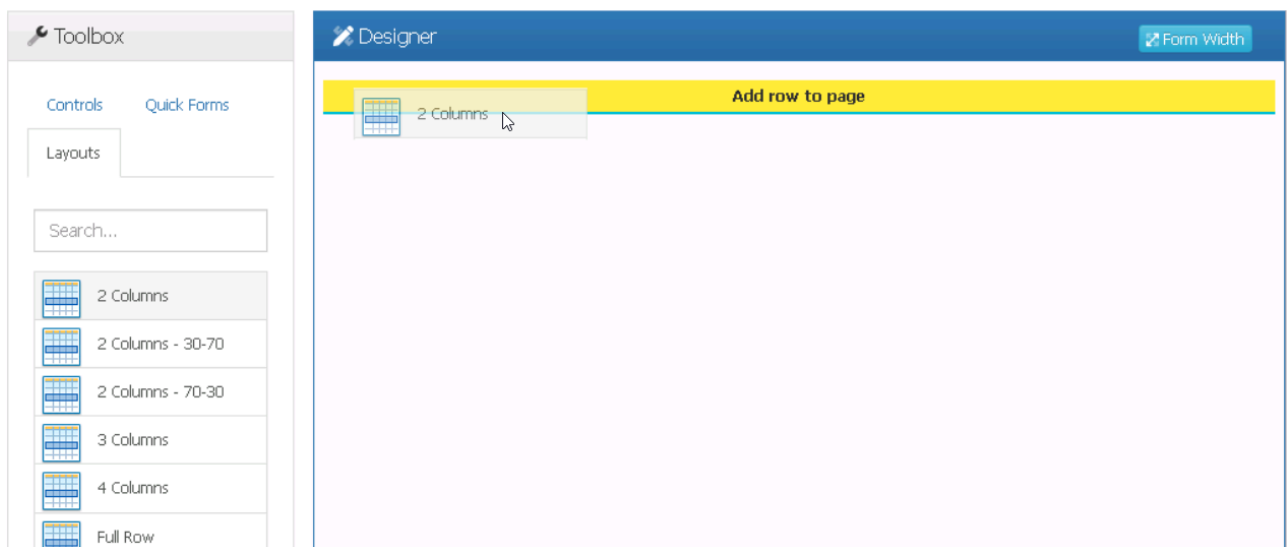 Toolbox
Controls
Quick Forms
Layouts
Search...
2 Columns
2 Columns - 30-70
2 Columns - 70-30
3 Columns
4 Columns
Full Row
Designer
Form Width
Add row to page
2 Columns